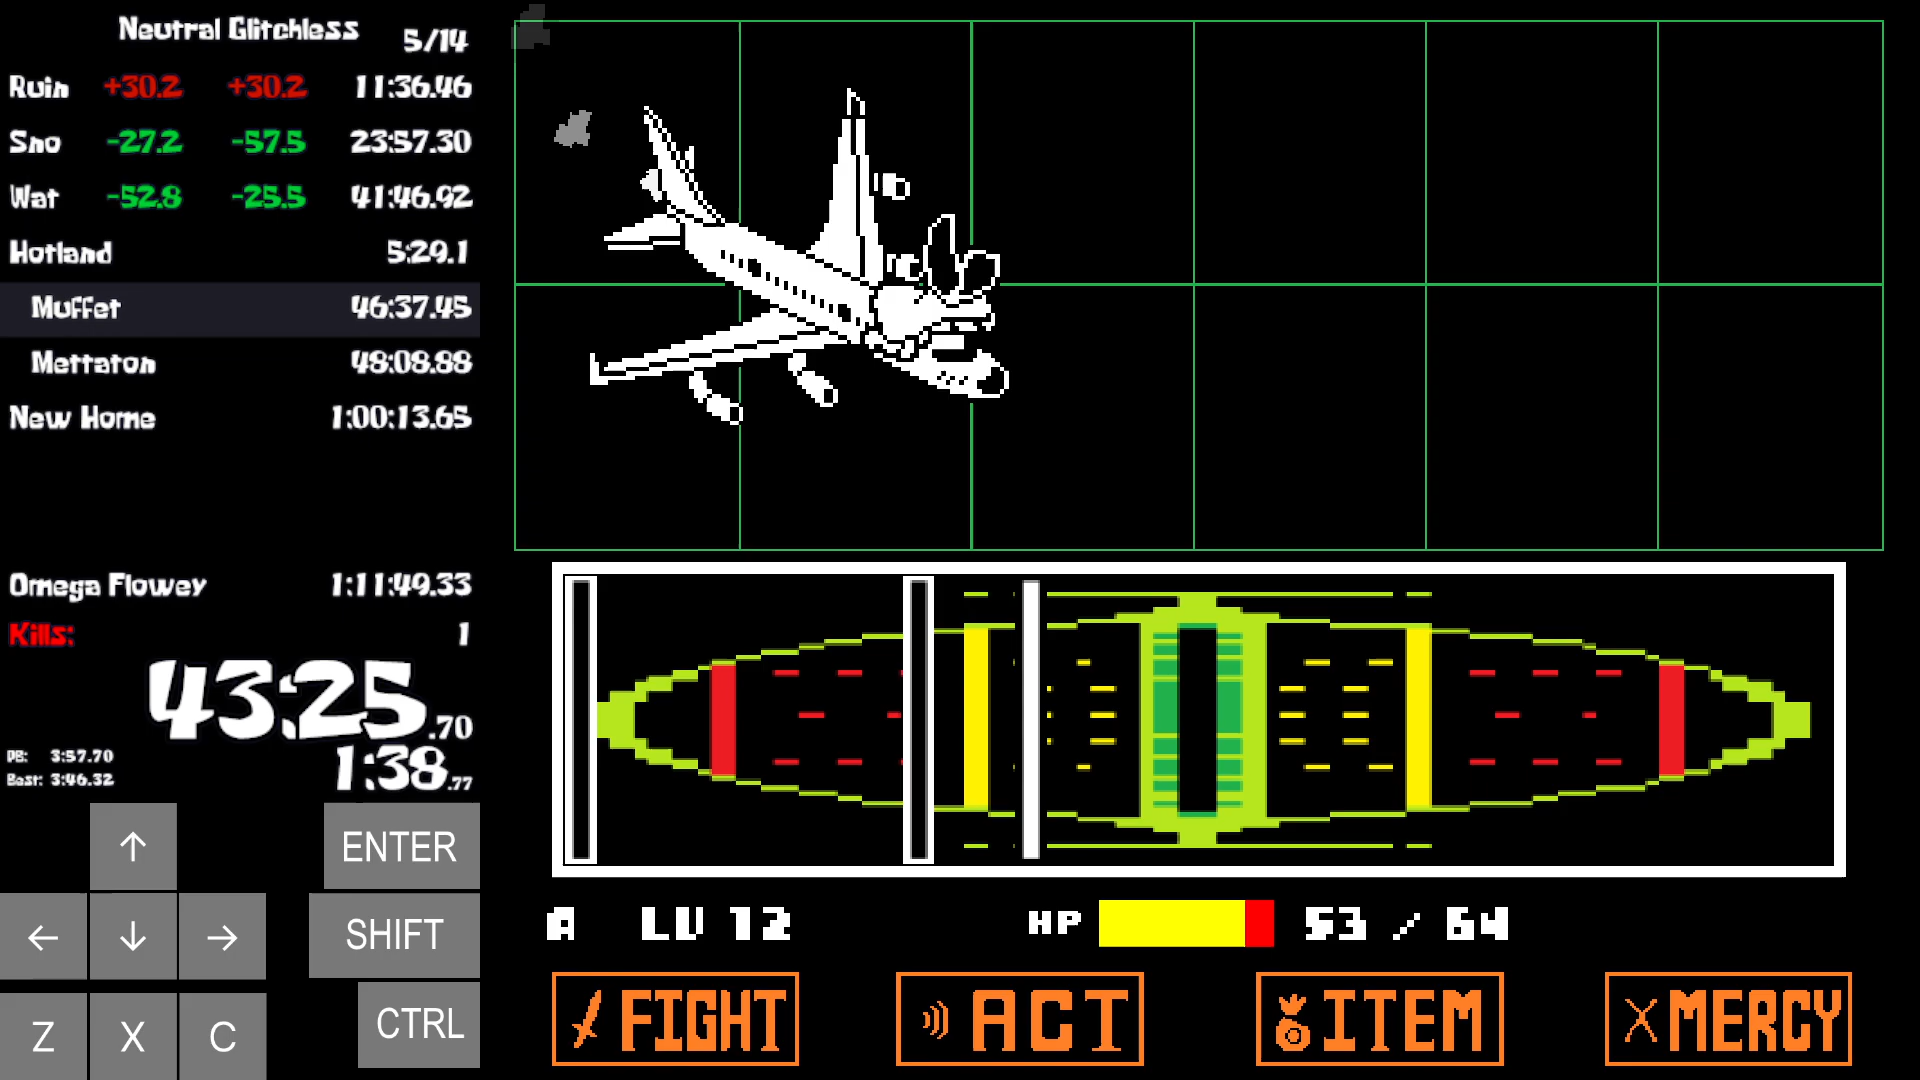 Neutral Glitchless 5/14
Ruin +30.2 +30.2 11:36.46
Sno -27.2 -57.5 23:57.30
Wat -52.8 -25.5 41:46.92
Hotland 5:29.1
Muffet 46:37.45
Mettaton 48:08.88
New Home 1:00:13.65
Omega Flowey 1:11:49.33
Kills: 1
43:25.70
PB: 3:57.70
Best: 3:46.32
1:38.77
↑ ENTER
← ↓ → SHIFT
Z X C CTRL
A LV 12 HP 53 / 64
FIGHT ACT ITEM MERCY